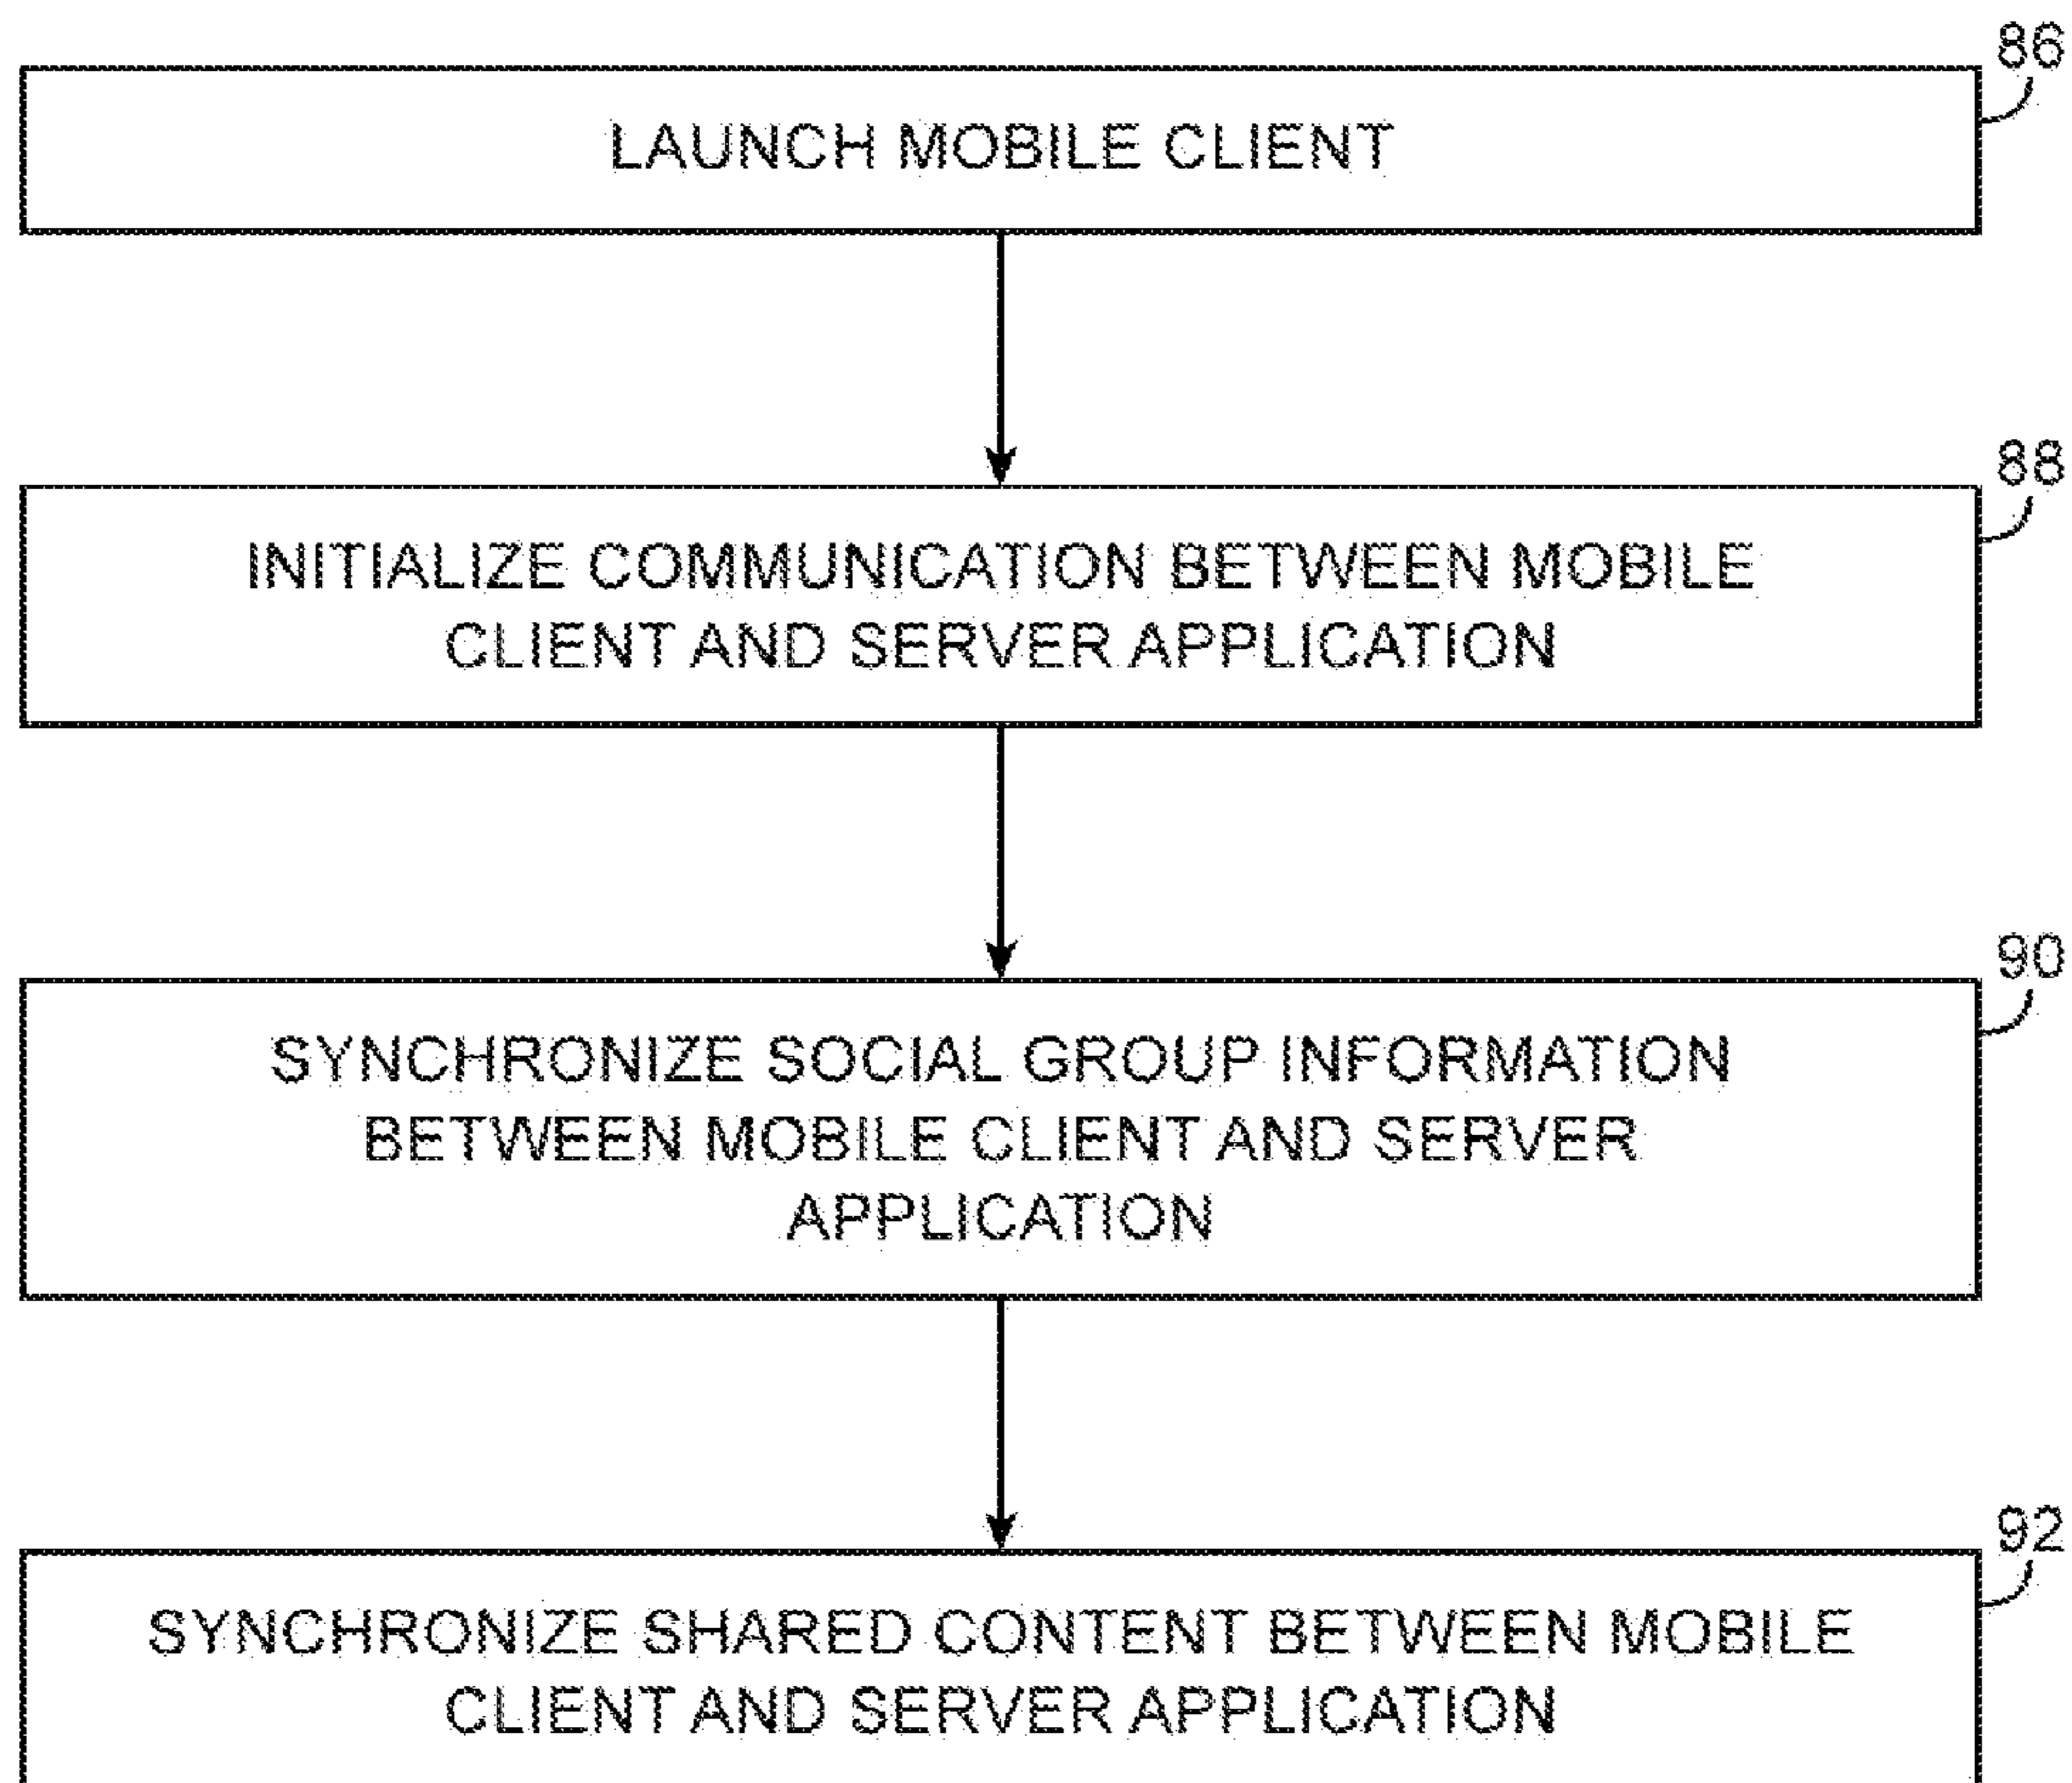 86
LAUNCH MOBILE CLIENT
88
INITIALIZE COMMUNICATION BETWEEN MOBILE
CLIENT AND SERVER APPLICATION
90
SYNCHRONIZE SOCIAL GROUP INFORMATION
BETWEEN MOBILE CLIENT AND SERVER
APPLICATION
92
SYNCHRONIZE SHARED CONTENT BETWEEN MOBILE
CLIENT AND SERVER APPLICATION